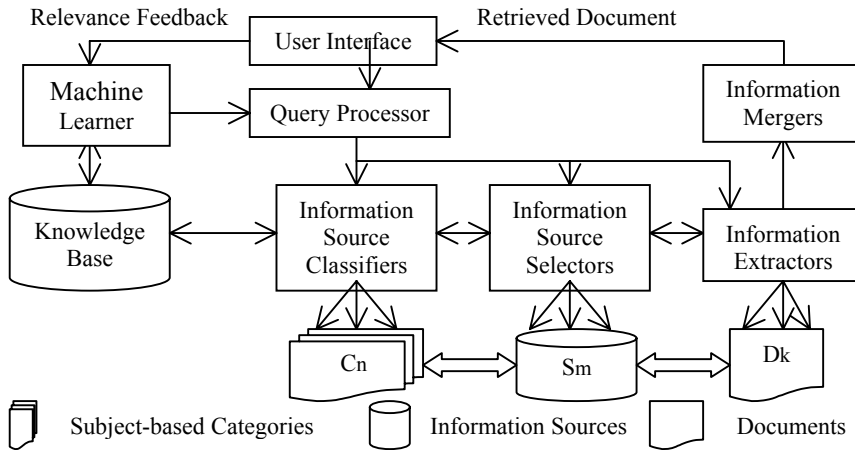 Relevance Feedback
Retrieved Document
User Interface
Machine
Learner
Query Processor
Information
Mergers
Knowledge
Base
Information
Source
Classifiers
Information
Source
Selectors
Information
Extractors
Cn
Sm
Dk
Subject-based Categories
Information Sources
Documents